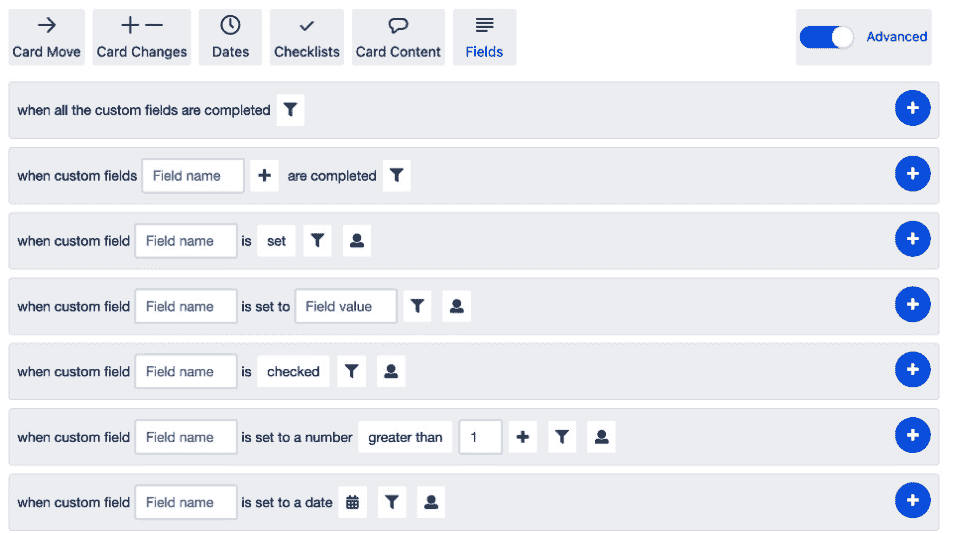 Card Move Card Changes Dates Checklists Card Content Fields Advanced
when all the custom fields are completed
when custom fields Field name + are completed
when custom field Field name is set
when custom field Field name is set to Field value
when custom field Field name is checked
when custom field Field name is set to a number greater than 1 +
when custom field Field name is set to a date